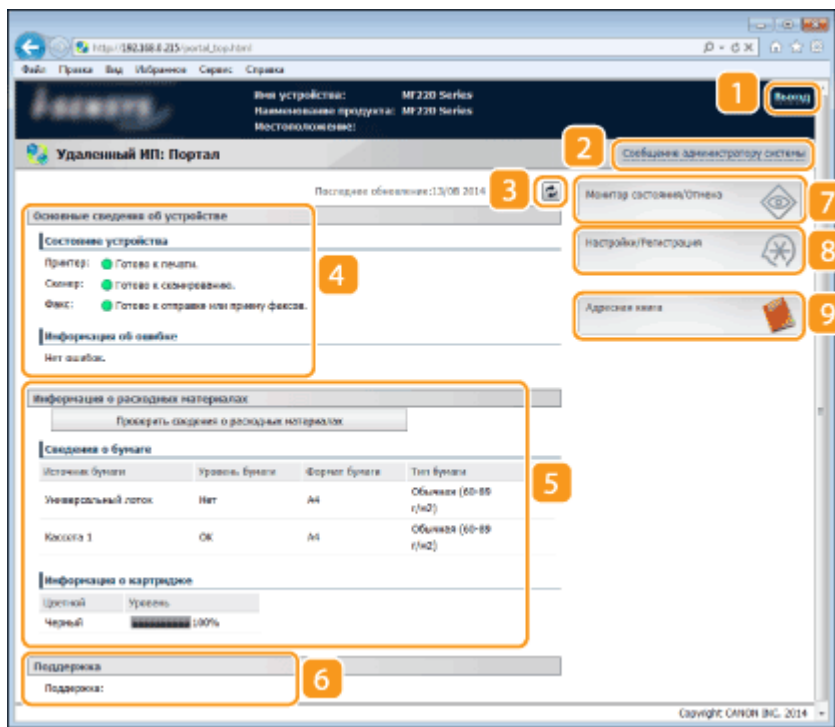 http://192.168.0.215/portal_top.html
Файл Правка Вид Избранное Сервис Справка
Имя устройства: MF220 Series
Наименование продукта: MF220 Series
Местоположение:
1
Выход
Удаленный ИП: Портал
2
Сообщение администратору системы
Последнее обновление:13/08 2014
3
Монитор состояния/Отмена
7
Основные сведения об устройстве
Состояние устройства
Настройки/Регистрация
8
Принтер: Готово к печати.
Сканер: Готово к сканированию.
4
Факс: Готово к отправке или приему факсов.
Адресная книга
9
Информация об ошибке
Нет ошибок.
Информация о расходных материалах
Проверить сведения о расходных материалах
Сведения о бумаге
Источник бумаги Уровень бумаги Формат бумаги Тип бумаги
5
Универсальный лоток Нет A4 Обычная (60-89 г/м2)
Кассета 1 OK A4 Обычная (60-89 г/м2)
Информация о картридже
Цветной Уровень
Черный 100%
Поддержка
6
Поддержка:
Copyright CANON INC. 2014